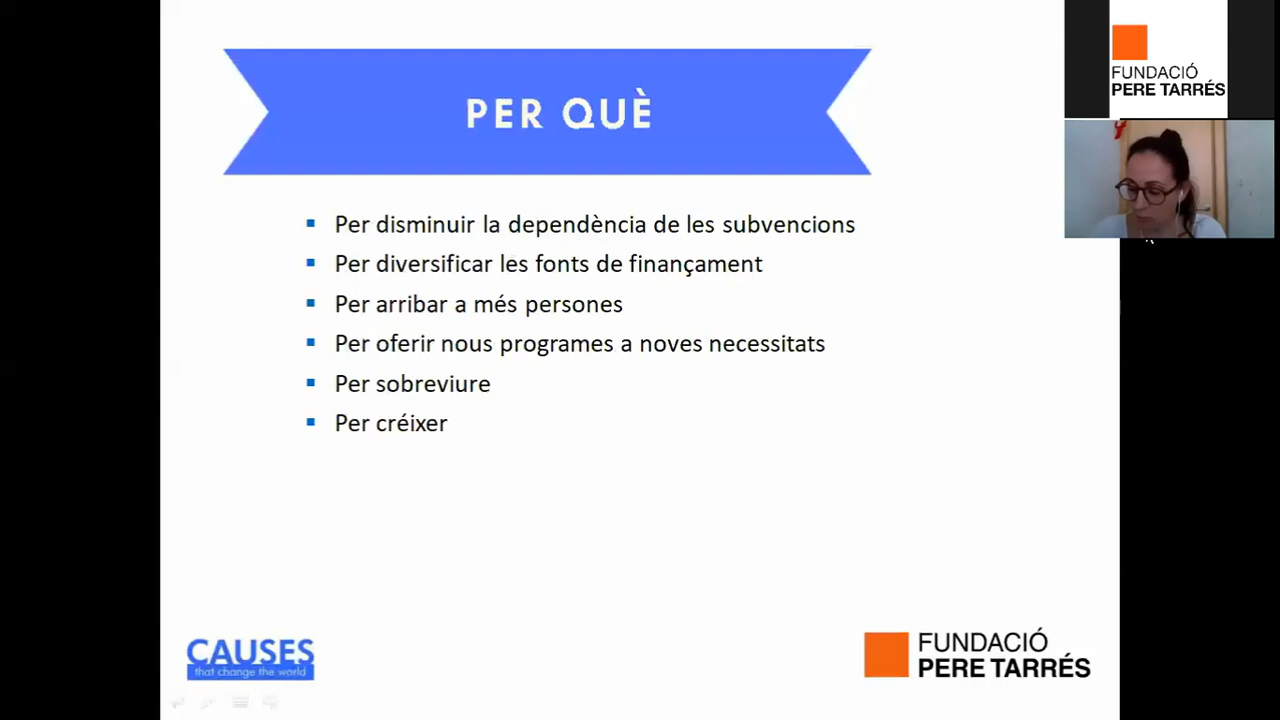 PER QUÈ
FUNDACIÓ
PERE TARRÉS
Per disminuir la dependència de les subvencions
Per diversificar les fonts de finançament
Per arribar a més persones
Per oferir nous programes a noves necessitats
Per sobreviure
Per créixer
CAUSES
that change the world
FUNDACIÓ
PERE TARRÉS